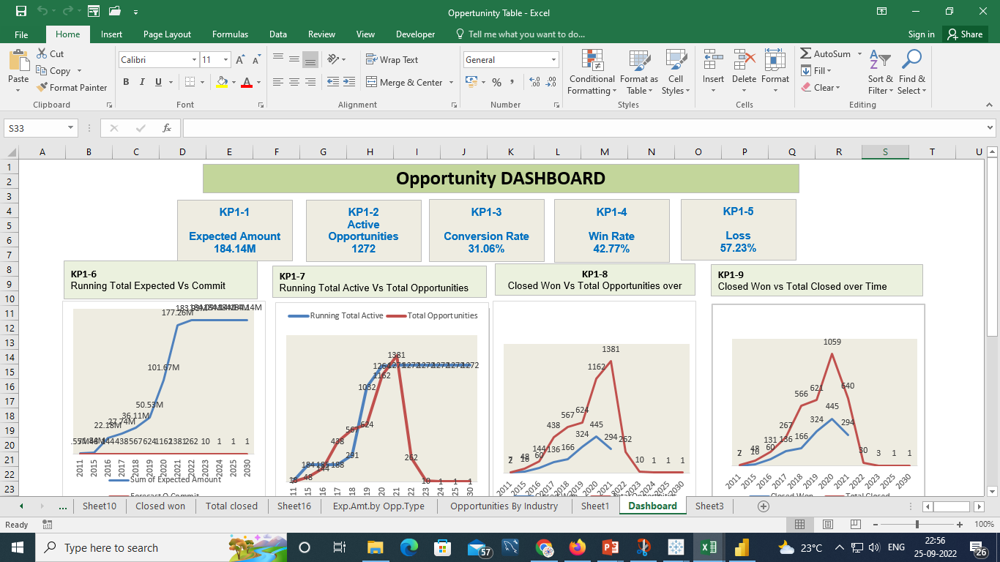 Oppertuninty Table - Excel
File Home Insert Page Layout Formulas Data Review View Developer Tell me what you want to do... Sign in Share
Paste
Cut
Copy
Format Painter
Clipboard
Calibri 11
B I U
A A
Font
Wrap Text
Merge & Center
Alignment
General
%
Number
Conditional Formatting
Format as Table
Cell Styles
Styles
Insert Delete Format
Cells
AutoSum
Fill
Clear
Sort & Filter
Find & Select
Editing
S33
fx
A B C D E F G H I J K L M N O P Q R S T U
1
2
3
4
5
6
7
8
9
10
11
12
13
14
15
16
17
18
19
20
21
22
23
Opportunity DASHBOARD
KP1-1
Expected Amount
184.14M
KP1-2
Active
Opportunities
1272
KP1-3
Conversion Rate
31.06%
KP1-4
Win Rate
42.77%
KP1-5
Loss
57.23%
KP1-6
Running Total Expected Vs Commit
KP1-7
Running Total Active Vs Total Opportunities
KP1-8
Closed Won Vs Total Opportunities over
KP1-9
Closed Won vs Total Closed over Time
177.26M
101.67M
50.53M
36.11M
27.74M
22.18M
144 438 567 624 1162 1381 262 10 1 1 1
2011 2015 2016 2017 2018 2019 2020 2021 2022 2023 2024 2025 2030
Sum of Expected Amount
Running Total Active Total Opportunities
1381
1264 1271 1272 1272 1272 1272 1272
1162
1032
567 624
438
291
262
184 185 188
144
48
10 1 1 1
11 15 16 17 18 19 20 21 22 23 24 25 30
1381
1162
567 624
438
445
324
294 262
144 136 166
48 60
16
10 1 1 1
2011 2015 2016 2017 2018 2019 2020 2021 2022 2023 2024 2025 2030
1059
566 621 640
445
267
324
294
131 136 166
48 60
16
30 3 1 1
2011 2015 2016 2017 2018 2019 2020 2021 2022 2023 2025 2030
... Sheet10 Closed won Total closed Sheet16 Exp.Amt.by Opp.Type Opportunities By Industry Sheet1 Dashboard Sheet3
Ready
100%
Type here to search
57
23°C
ENG
22:56
25-09-2022
26